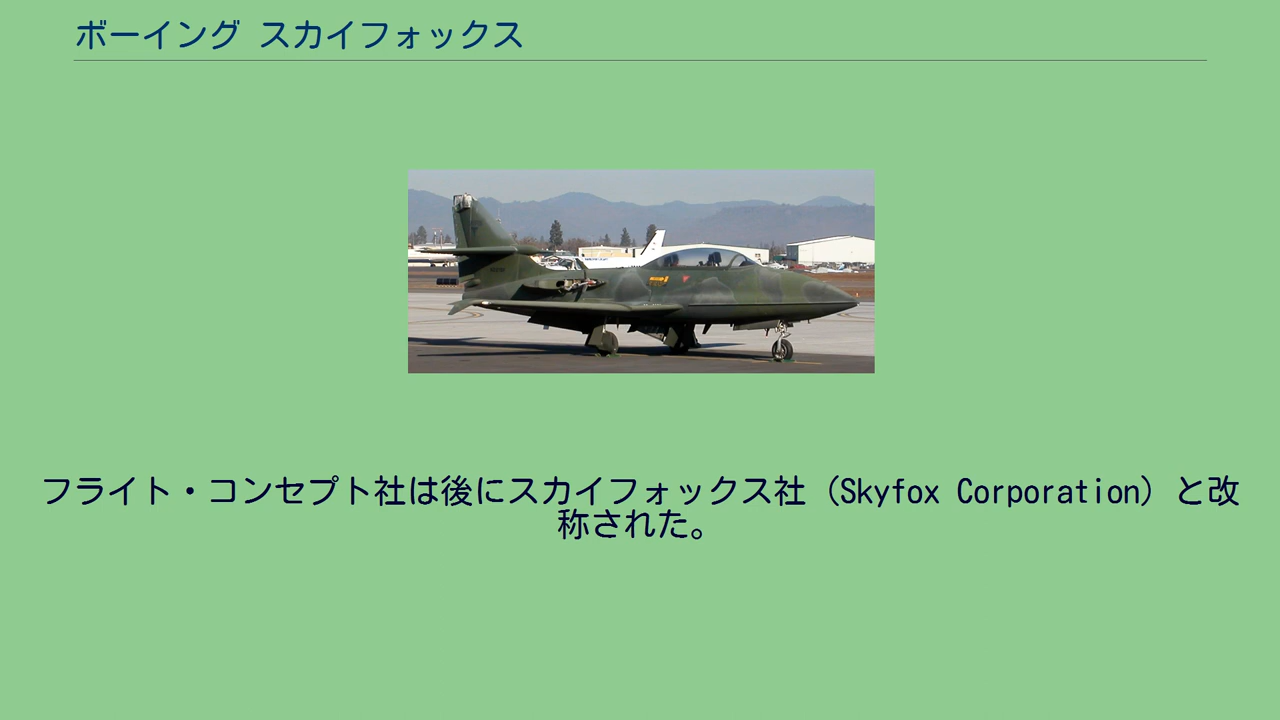 ボーイング スカイフォックス
フライト・コンセプト社は後にスカイフォックス社（Skyfox Corporation）と改
称された。